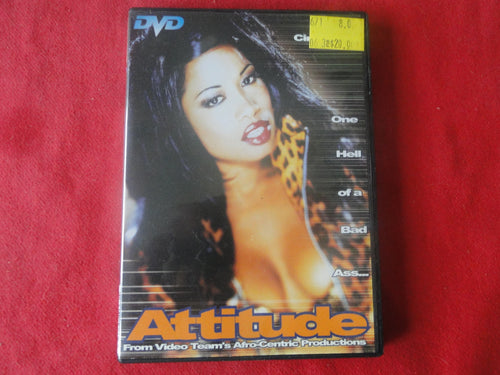 DVD
One
Hell
of a
Bad
Ass...
Attitude
From Video Team's Afro-Centric Productions